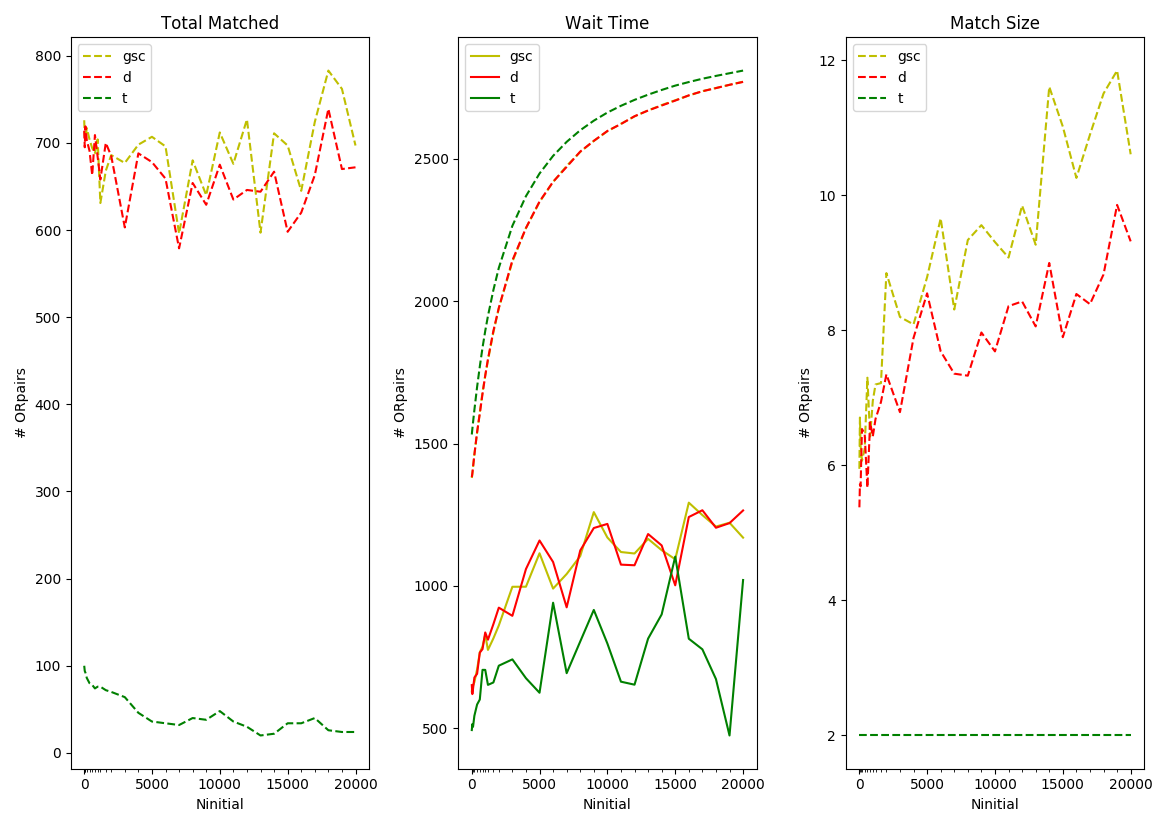 Total Matched
# ORpairs
800
700
600
500
400
300
200
100
0
gsc
d
t
0 5000 10000 15000 20000
Ninitial
Wait Time
# ORpairs
2500
2000
1500
1000
500
gsc
d
t
0 5000 10000 15000 20000
Ninitial
Match Size
# ORpairs
12
10
8
6
4
2
gsc
d
t
0 5000 10000 15000 20000
Ninitial